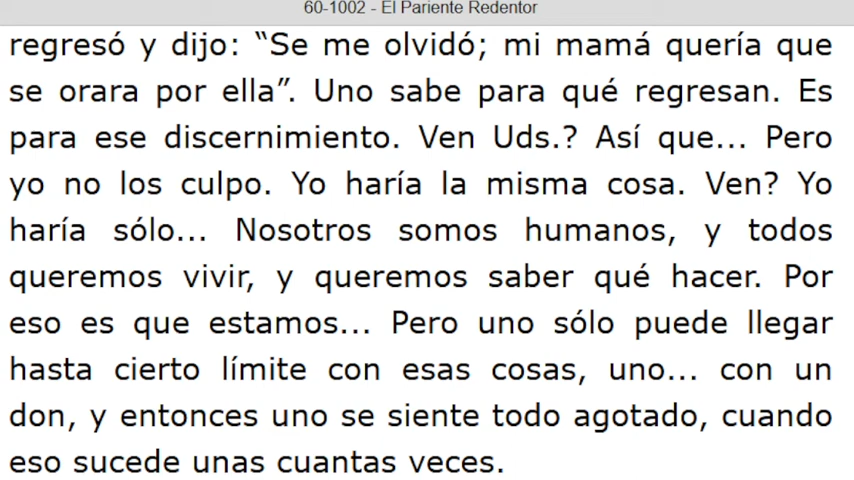 60-1002 - El Pariente Redentor
regresó y dijo: “Se me olvidó; mi mamá quería que
se orara por ella”. Uno sabe para qué regresan. Es
para ese discernimiento. Ven Uds.? Así que... Pero
yo no los culpo. Yo haría la misma cosa. Ven? Yo
haría sólo... Nosotros somos humanos, y todos
queremos vivir, y queremos saber qué hacer. Por
eso es que estamos... Pero uno sólo puede llegar
hasta cierto límite con esas cosas, uno... con un
don, y entonces uno se siente todo agotado, cuando
eso sucede unas cuantas veces.